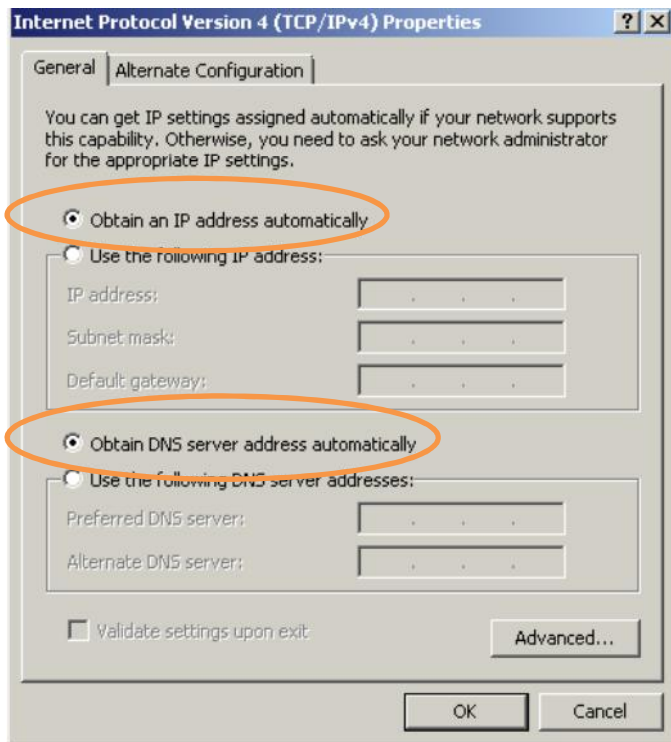 Internet Protocol Version 4 (TCP/IPv4) Properties
? X
General
Alternate Configuration
You can get IP settings assigned automatically if your network supports
this capability. Otherwise, you need to ask your network administrator
for the appropriate IP settings.
Obtain an IP address automatically
Use the following IP address:
IP address:
Subnet mask:
Default gateway:
Obtain DNS server address automatically
Use the following DNS server addresses:
Preferred DNS server:
Alternate DNS server:
Validate settings upon exit
Advanced...
OK
Cancel